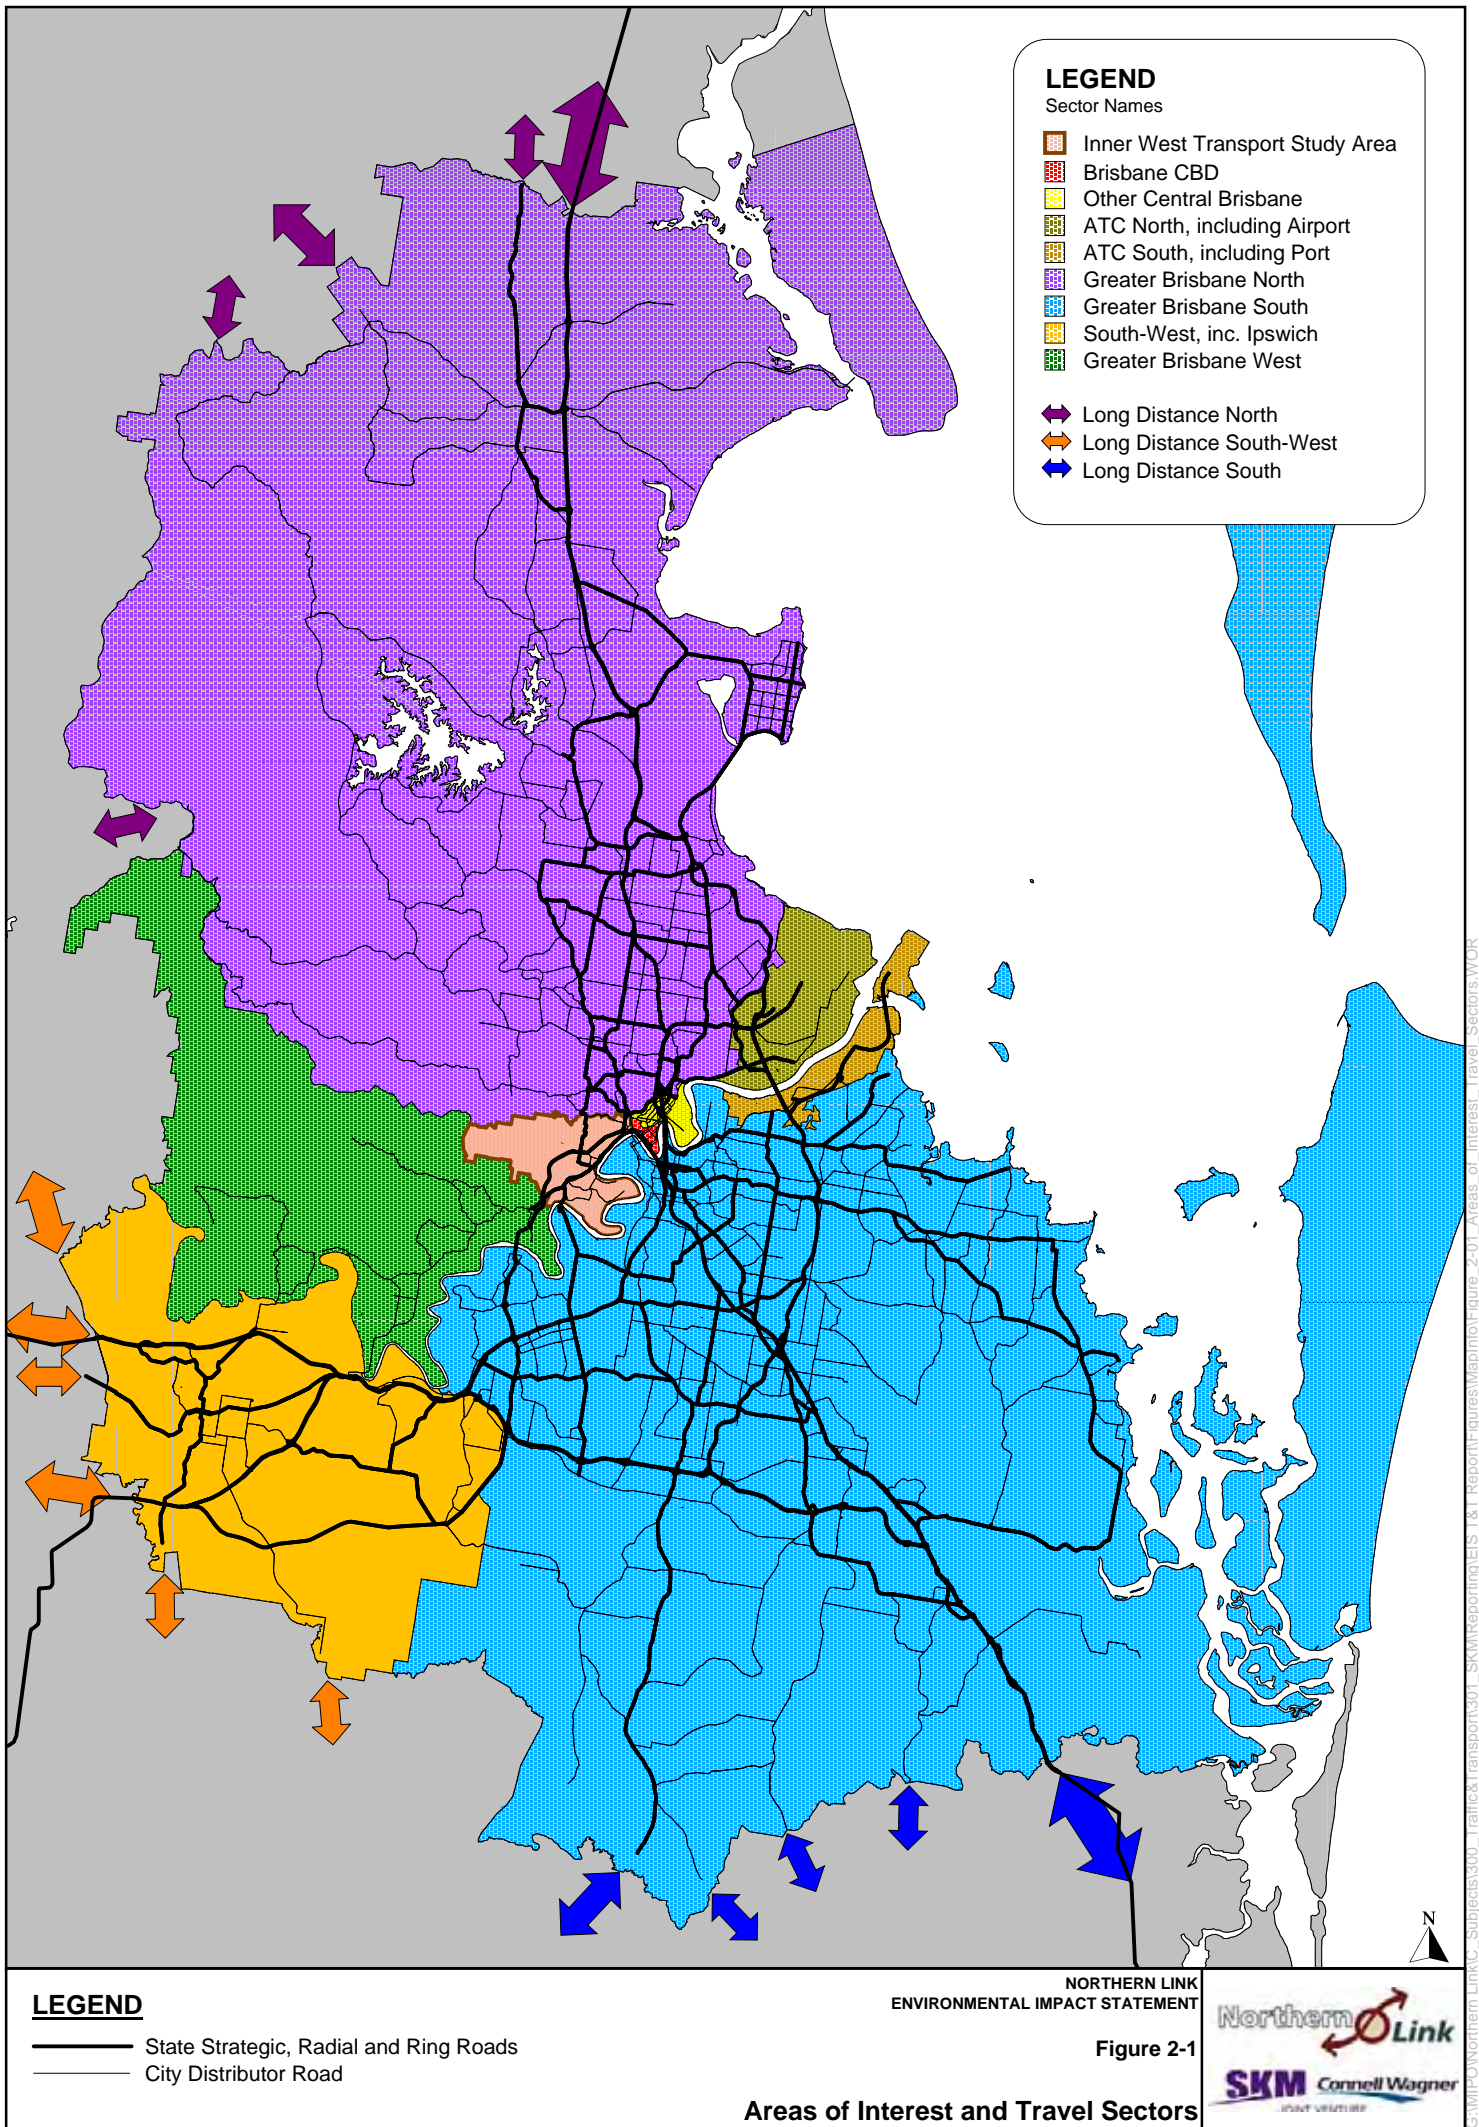 LEGEND
Sector Names
Inner West Transport Study Area
Brisbane CBD
Other Central Brisbane
ATC North, including Airport
ATC South, including Port
Greater Brisbane North
Greater Brisbane South
South-West, inc. Ipswich
Greater Brisbane West
Long Distance North
Long Distance South-West
Long Distance South
N
LEGEND
State Strategic, Radial and Ring Roads
City Distributor Road
NORTHERN LINK
ENVIRONMENTAL IMPACT STATEMENT
Figure 2-1
Areas of Interest and Travel Sectors
Northern Link
SKM Connell Wagner
JOINT VENTURE